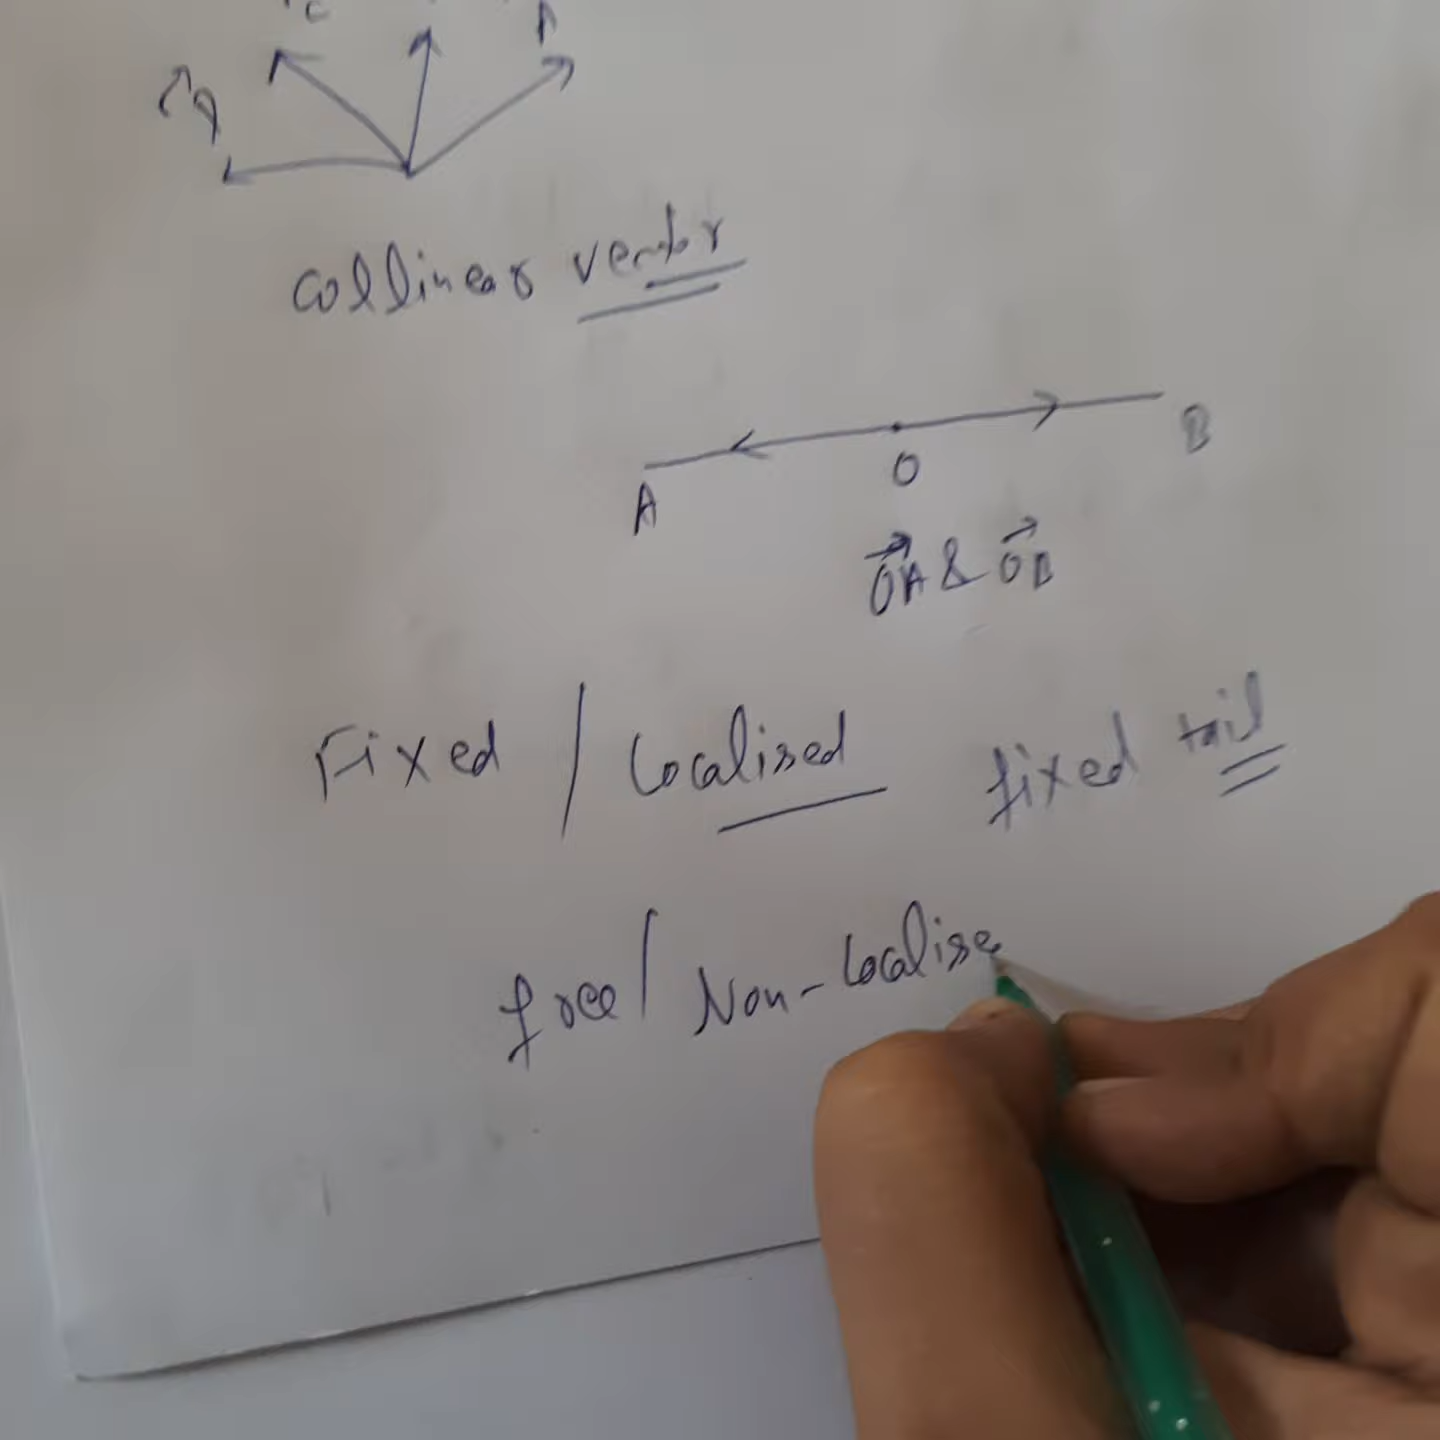 collinear vector
A O B
OA & OB
Fixed / Localised fixed tail
free / Non-Localise